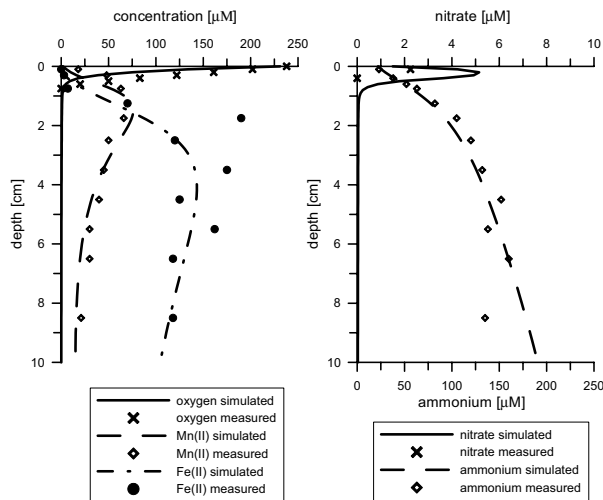 concentration [μM]
0 50 100 150 200 250
0
2
4
6
8
10
depth [cm]
oxygen simulated
oxygen measured
Mn(II) simulated
Mn(II) measured
Fe(II) simulated
Fe(II) measured
nitrate [μM]
0 2 4 6 8 10
0
2
4
6
8
10
depth [cm]
0 50 100 150 200 250
ammonium [μM]
nitrate simulated
nitrate measured
ammonium simulated
ammonium measured